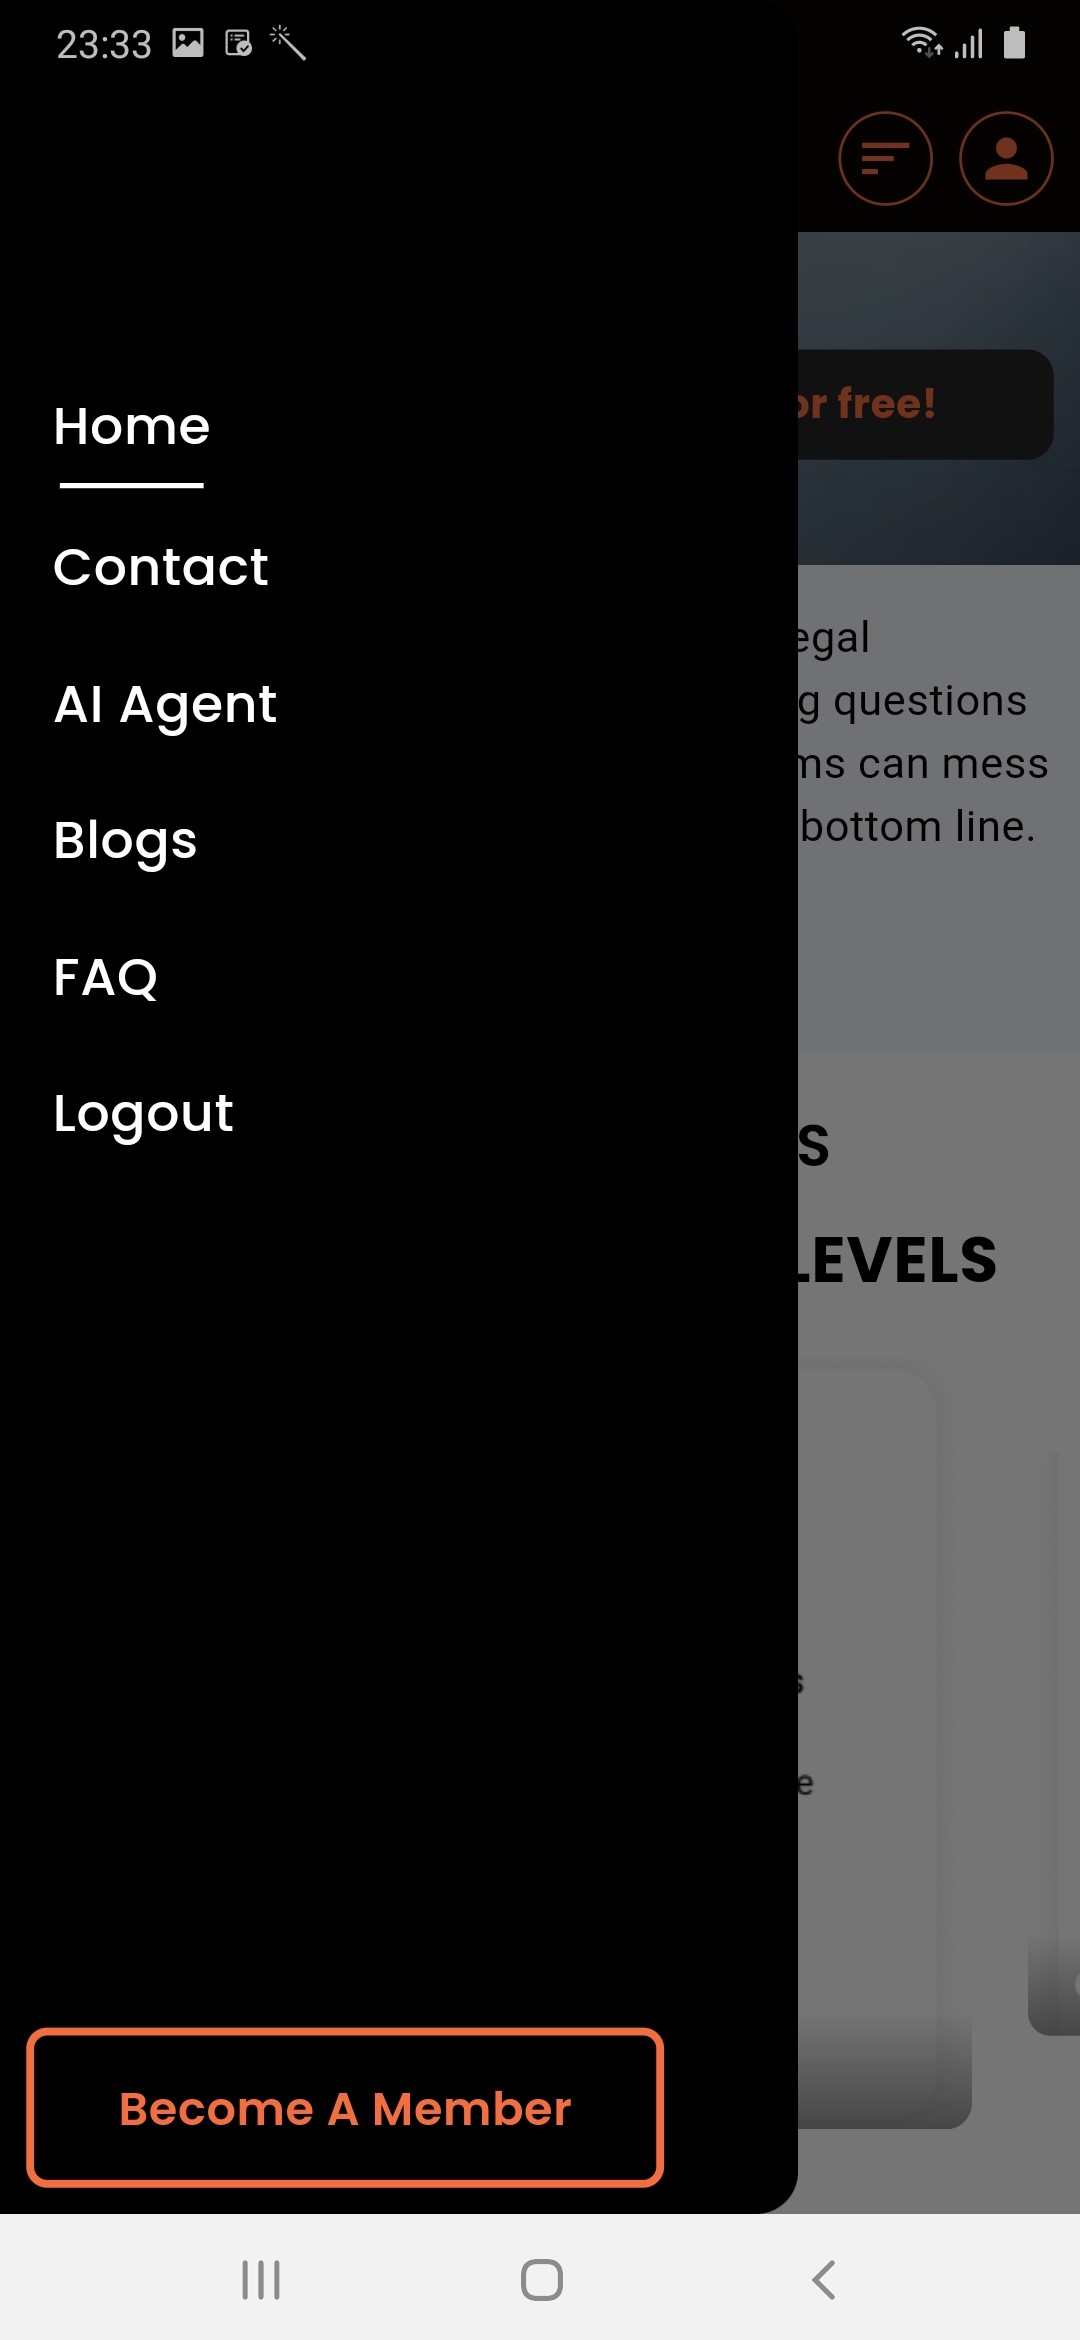 23:33
or free!
Home
Contact
egal
AI Agent
g questions
ms can mess
Blogs
bottom line.
FAQ
Logout
S
LEVELS
s
e
Become A Member